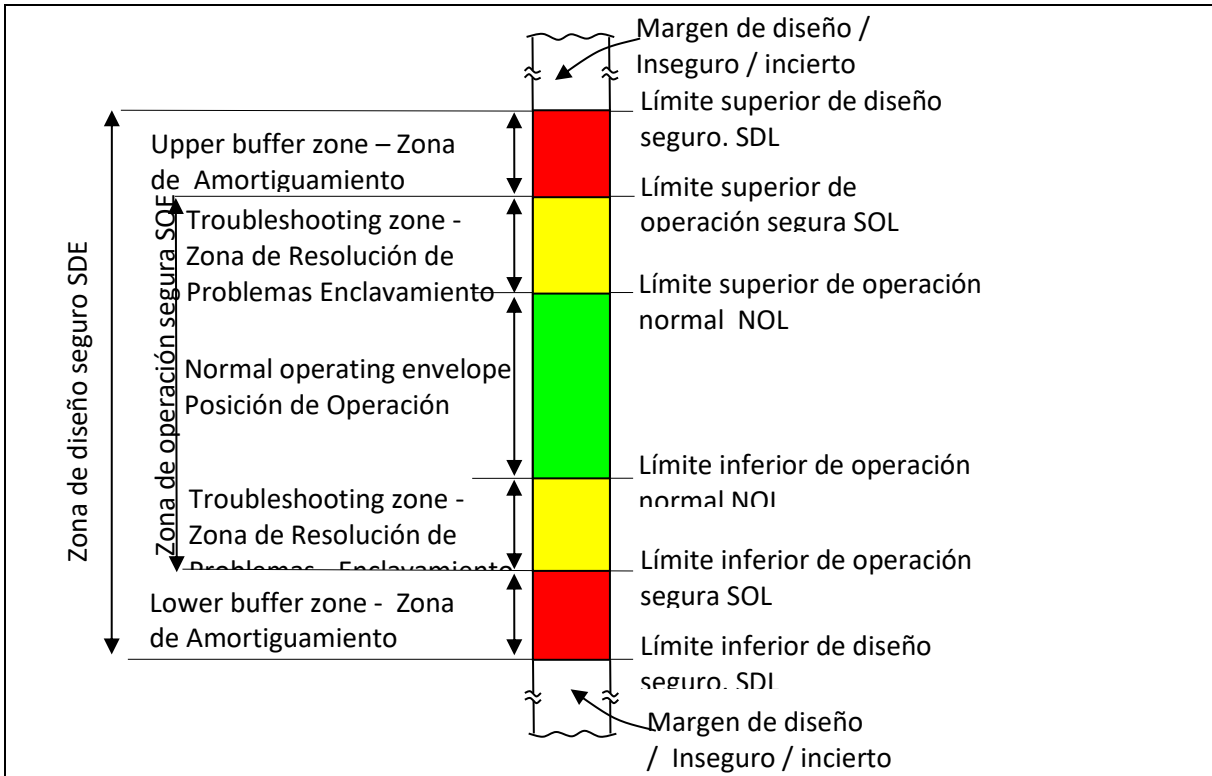 Margen de diseño /
Inseguro / incierto
Límite superior de diseño
seguro. SDL
Upper buffer zone – Zona
de Amortiguamiento
Límite superior de
operación segura SOL
Troubleshooting zone -
Zona de Resolución de
Problemas Enclavamiento
Límite superior de operación
normal NOL
Zona de diseño seguro SDE
Zona de operación segura SOE
Normal operating envelope
Posición de Operación
Límite inferior de operación
normal NOL
Troubleshooting zone -
Zona de Resolución de
Problemas - Enclavamiento
Límite inferior de operación
segura SOL
Lower buffer zone - Zona
de Amortiguamiento
Límite inferior de diseño
seguro. SDL
Margen de diseño
/ Inseguro / incierto